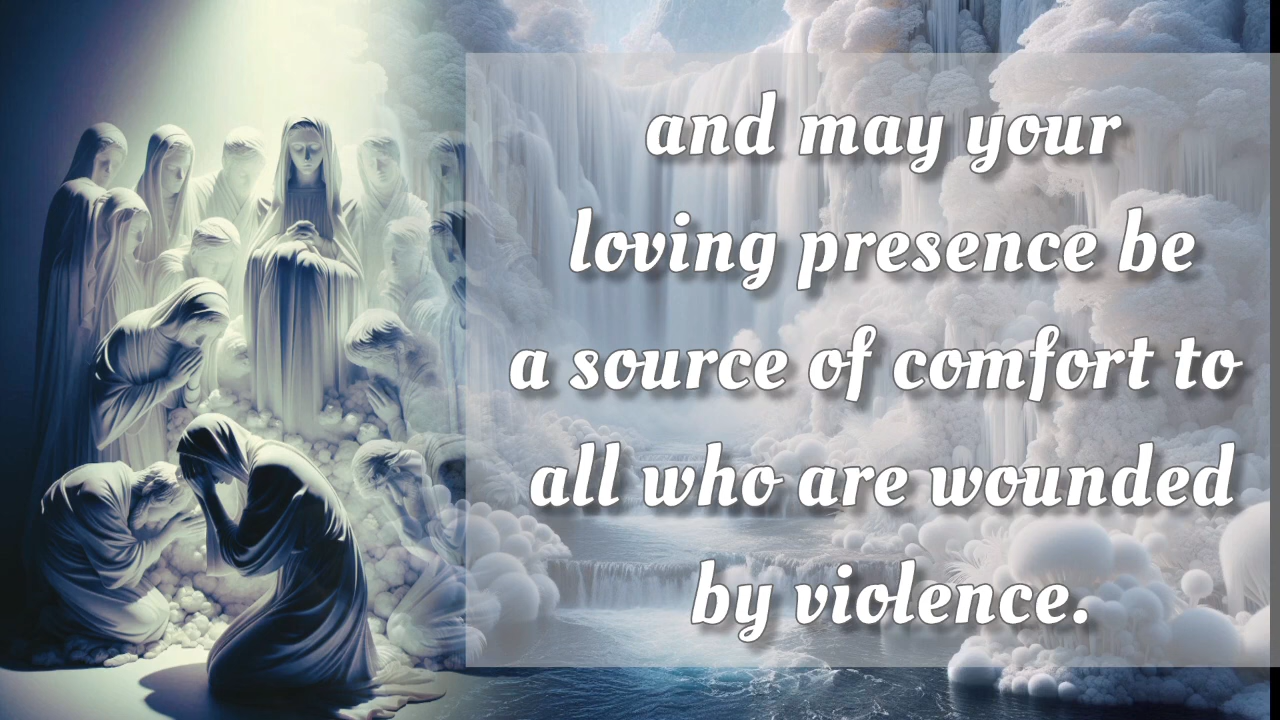 and may your
loving presence be
a source of comfort to
all who are wounded
by violence.